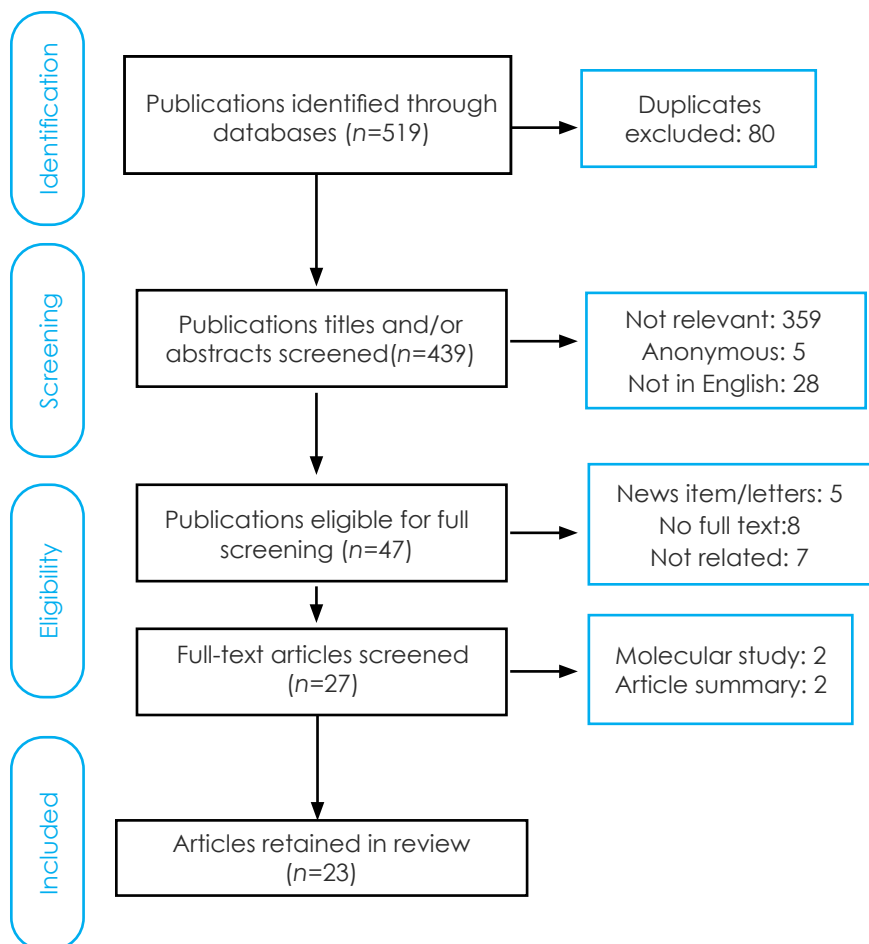 Identification
Publications identified through
databases (n=519)
Duplicates
excluded: 80
Screening
Publications titles and/or
abstracts screened(n=439)
Not relevant: 359
Anonymous: 5
Not in English: 28
Eligibility
Publications eligible for full
screening (n=47)
News item/letters: 5
No full text:8
Not related: 7
Full-text articles screened
(n=27)
Molecular study: 2
Article summary: 2
Included
Articles retained in review
(n=23)